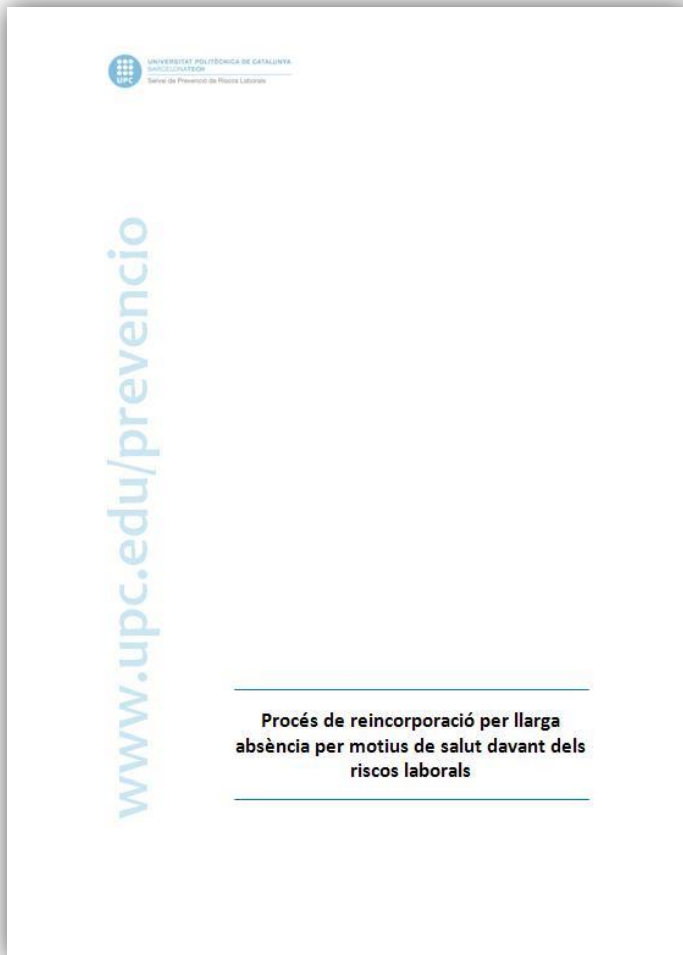 UPC
UNIVERSITAT POLITÈCNICA DE CATALUNYA
BARCELONATECH
Servei de Prevenció de Riscos Laborals
www.upc.edu/prevencio
Procés de reincorporació per llarga
absència per motius de salut davant dels
riscos laborals